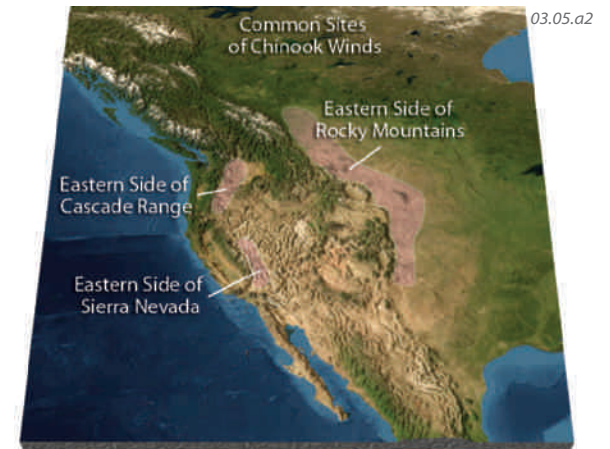 Common Sites
of Chinook Winds
03.05.a2
Eastern Side of
Rocky Mountains
Eastern Side of
Cascade Range
Eastern Side of
Sierra Nevada